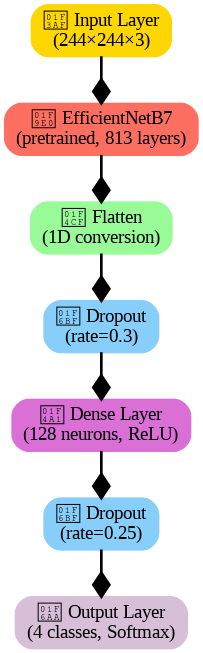 Input Layer
(244×244×3)
EfficientNetB7
(pretrained, 813 layers)
Flatten
(1D conversion)
Dropout
(rate=0.3)
Dense Layer
(128 neurons, ReLU)
Dropout
(rate=0.25)
Output Layer
(4 classes, Softmax)